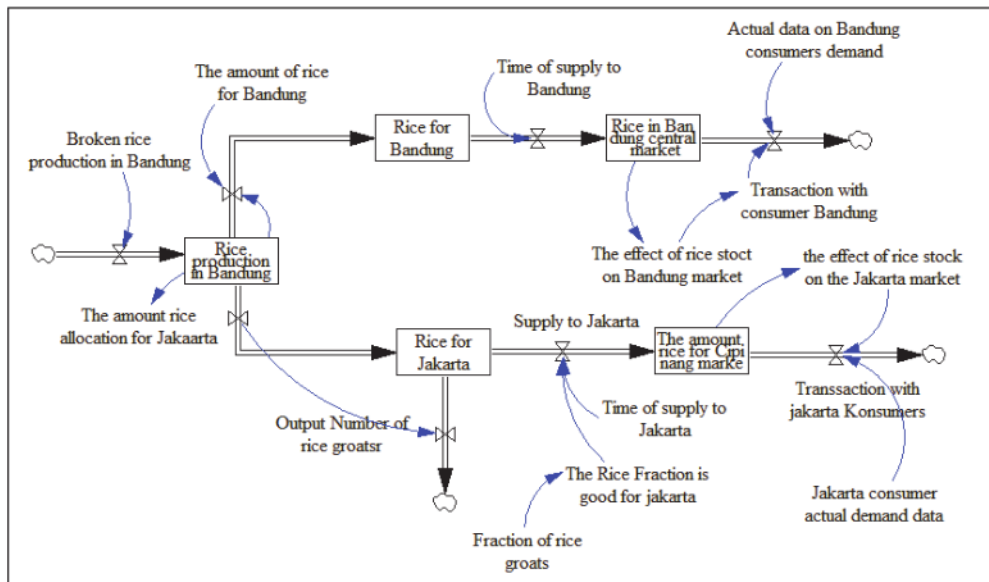 Actual data on Bandung
consumers demand
The amount of rice
for Bandung
Time of supply to
Bandung
Broken rice
production in Bandung
Rice for
Bandung
Rice in Ban
dung central
market
Transaction with
consumer Bandung
Rice
production
in Bandung
The effect of rice stoct
on Bandung market
the effect of rice stock
on the Jakarta market
The amount rice
allocation for Jakaarta
Supply to Jakarta
Rice for
Jakarta
The amount
rice for Cipi
nang marke
Transsaction with
jakarta Konsumers
Time of supply to
Jakarta
Output Number of
rice groatsr
The Rice Fraction is
good for jakarta
Jakarta consumer
actual demand data
Fraction of rice
groats